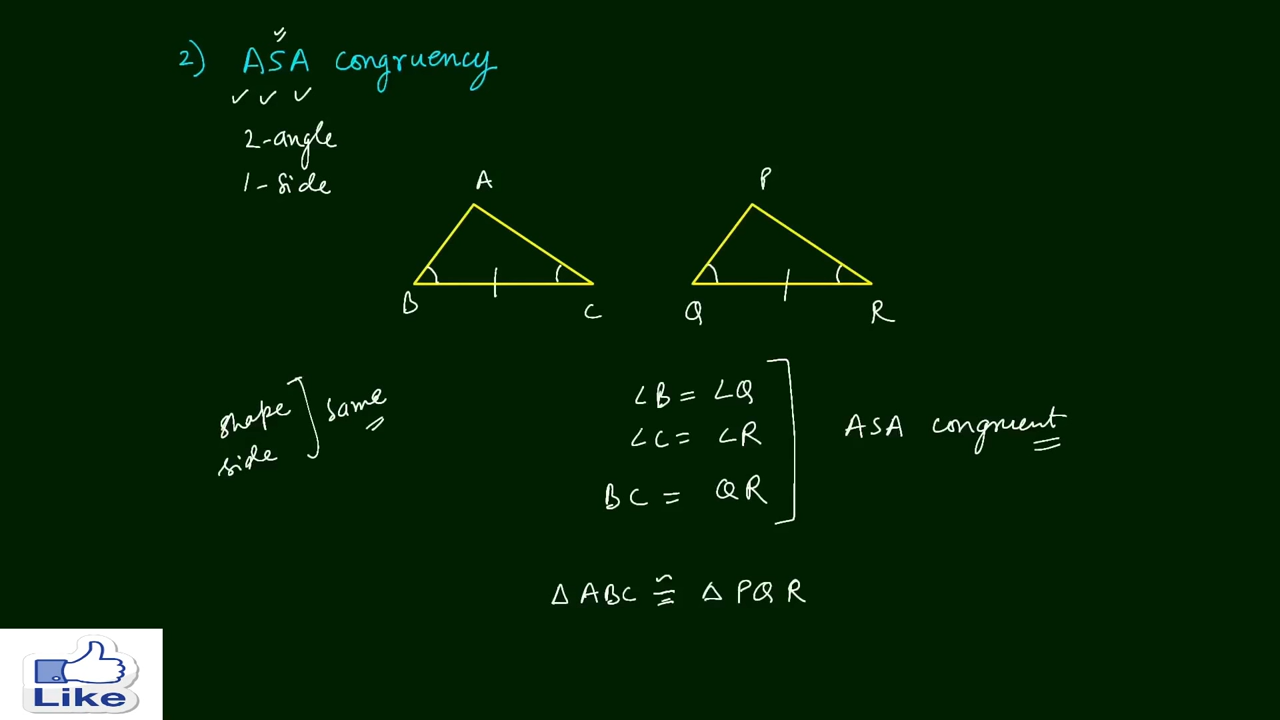 2) ASA congruency
2-angle
1-side
A
P
B
C
Q
R
shape
side
same
∠B = ∠Q
∠C = ∠R
BC = QR
ASA congruent
Δ ABC ≅ Δ PQR
Like